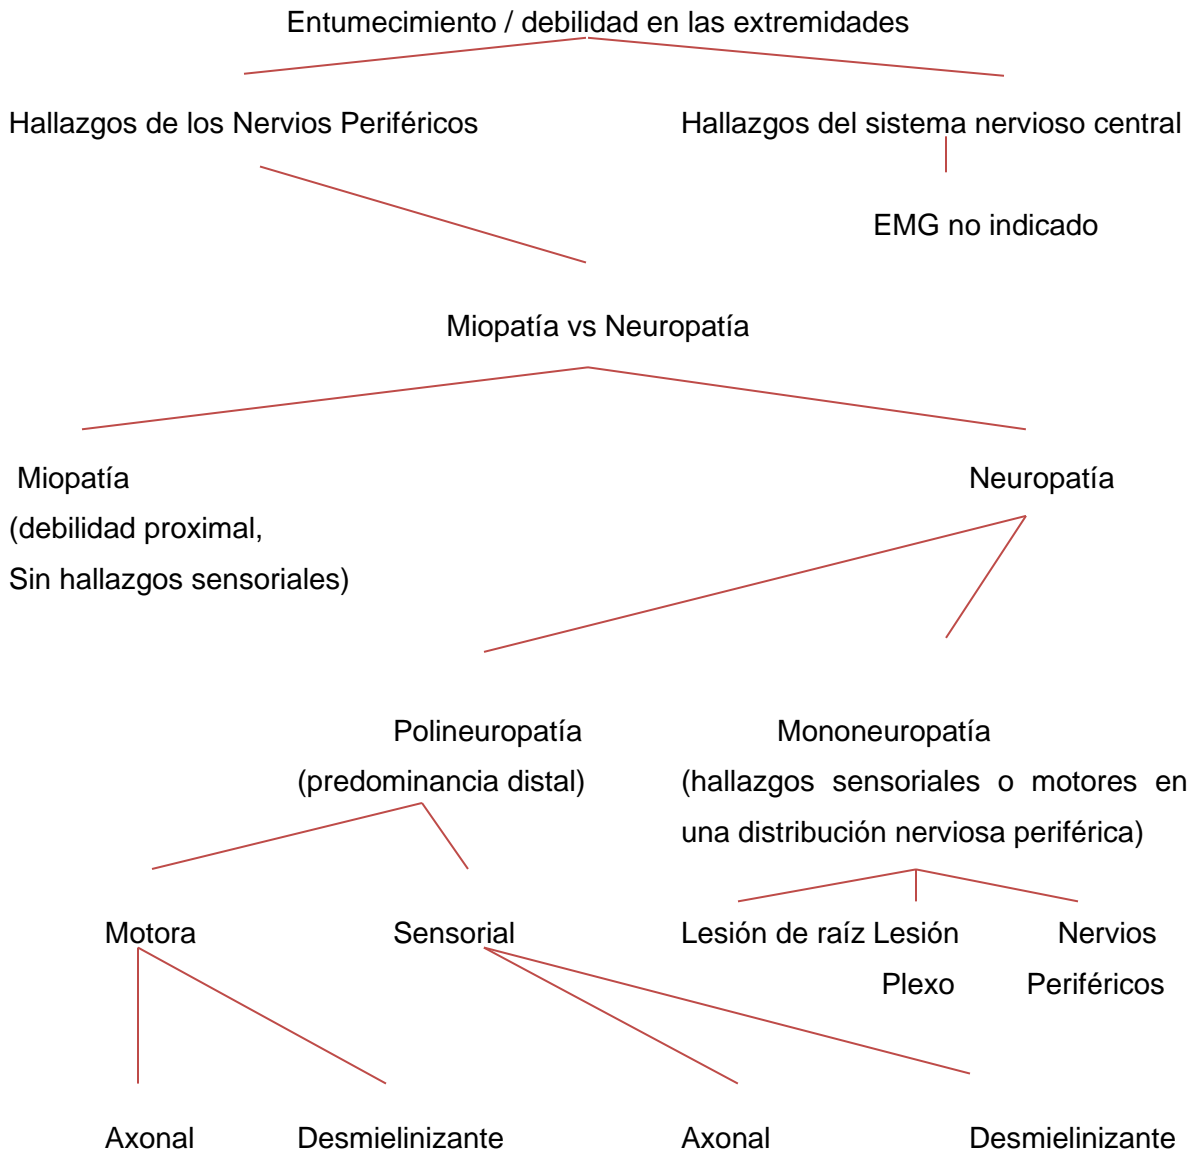 Entumecimiento / debilidad en las extremidades
Hallazgos de los Nervios Periféricos
Hallazgos del sistema nervioso central
EMG no indicado
Miopatía vs Neuropatía
Miopatía
(debilidad proximal,
Sin hallazgos sensoriales)
Neuropatía
Polineuropatía
(predominancia distal)
Mononeuropatía
(hallazgos sensoriales o motores en
una distribución nerviosa periférica)
Motora
Sensorial
Lesión de raíz
Lesión
Plexo
Nervios
Periféricos
Axonal
Desmielinizante
Axonal
Desmielinizante